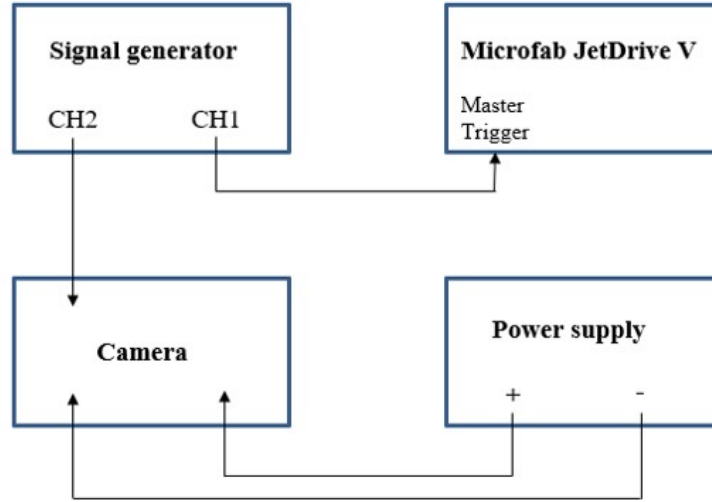 Signal generator
CH2 CH1
Microfab JetDrive V
Master
Trigger
Camera
Power supply
+ -